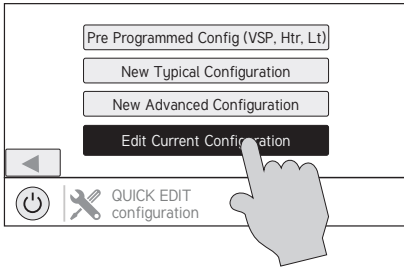 Pre Programmed Config (VSP, Htr, Lt)
New Typical Configuration
New Advanced Configuration
Edit Current Configuration
QUICK EDIT
configuration